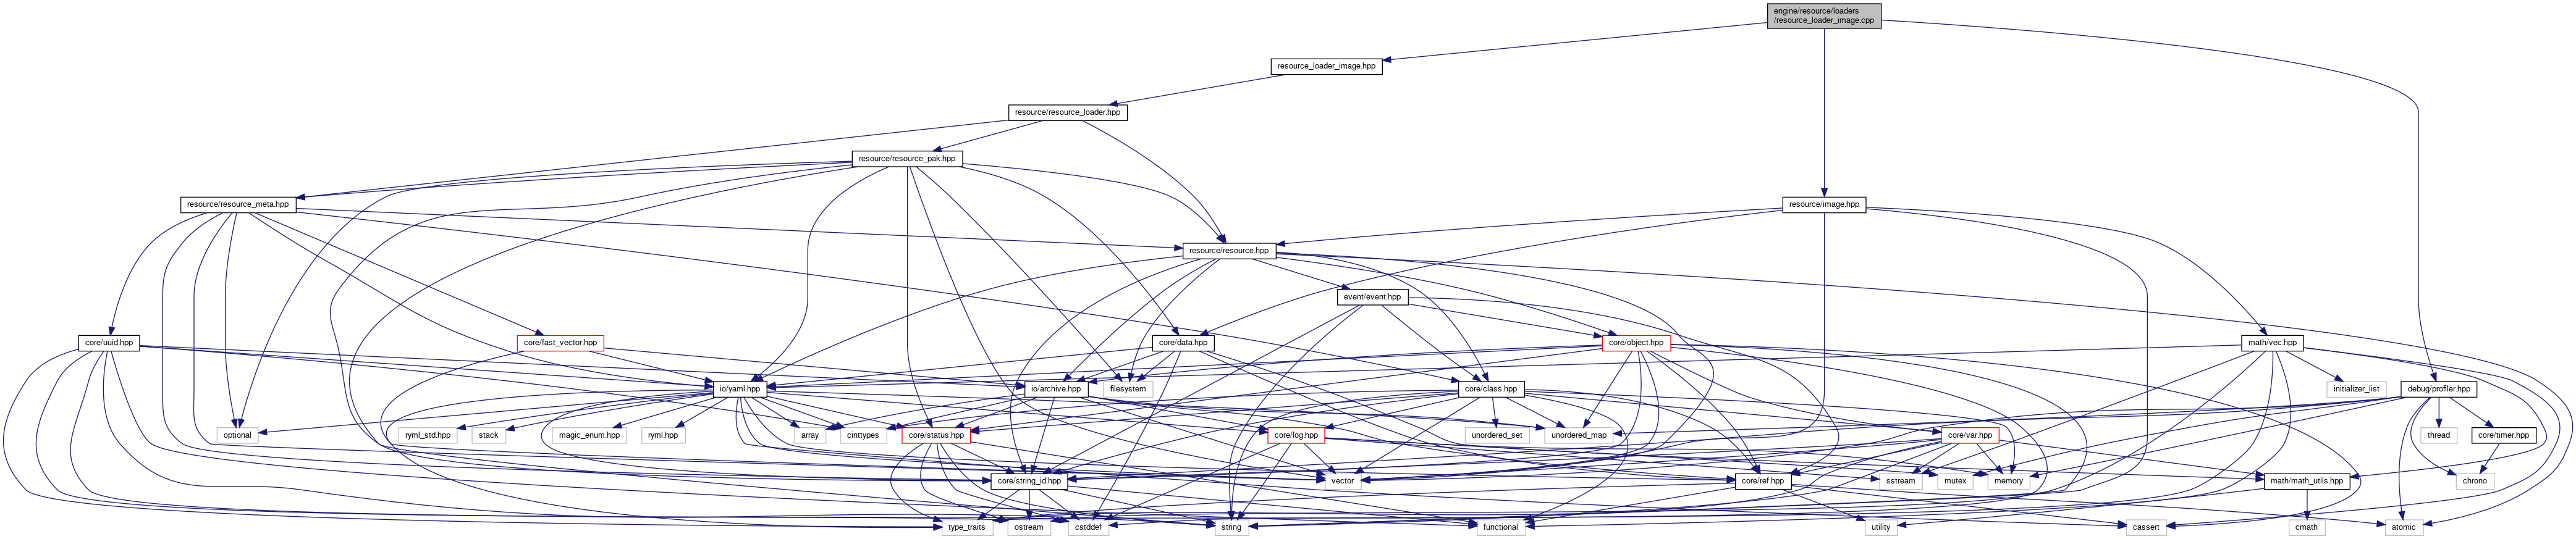 engine/resource/loaders
/resource_loader_image.cpp
resource_loader_image.hpp
resource/resource_loader.hpp
resource/resource_pak.hpp
resource/resource_meta.hpp
resource/image.hpp
resource/resource.hpp
event/event.hpp
core/uuid.hpp
core/fast_vector.hpp
core/data.hpp
core/object.hpp
math/vec.hpp
io/yaml.hpp
io/archive.hpp
filesystem
core/class.hpp
initializer_list
debug/profiler.hpp
optional
ryml_std.hpp
stack
magic_enum.hpp
ryml.hpp
array
cinttypes
core/status.hpp
core/log.hpp
unordered_set
unordered_map
core/var.hpp
thread
core/timer.hpp
core/string_id.hpp
vector
core/ref.hpp
sstream
mutex
memory
math/math_utils.hpp
chrono
type_traits
ostream
cstddef
string
functional
utility
cassert
cmath
atomic